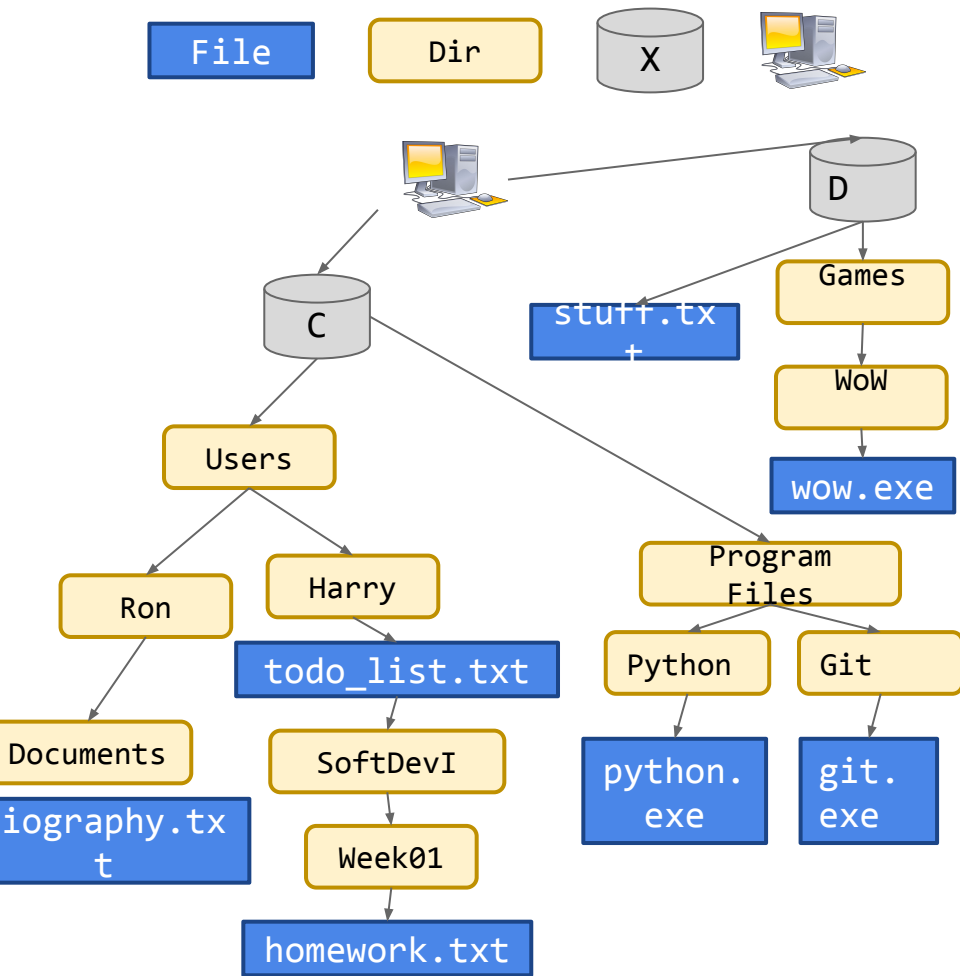 File
Dir
X
D
Games
C
stuff.tx
t
WoW
Users
wow.exe
Program
Files
Harry
Ron
todo_list.txt
Python
Git
Documents
SoftDevI
python.
exe
git.
exe
iography.tx
t
Week01
homework.txt